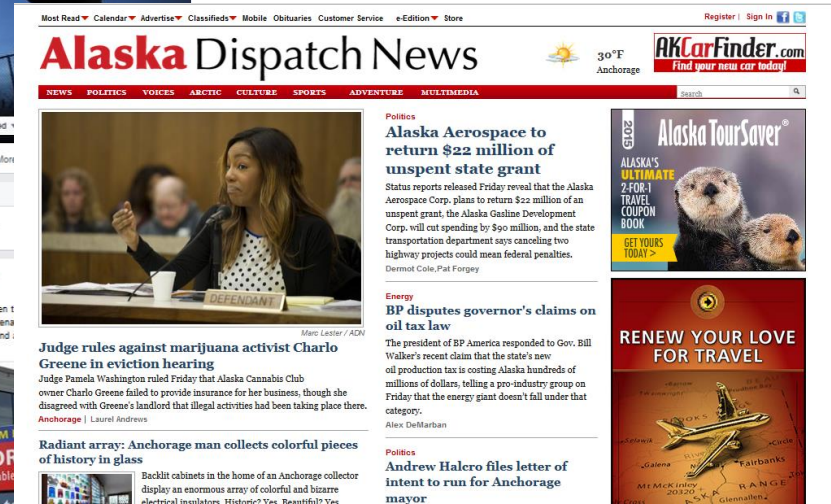 Most Read Calendar Advertise Classifieds Mobile Obituaries Customer Service e-Edition Store
Register | Sign In
Alaska Dispatch News
30°F
Anchorage
AKCarFinder.com
Find your new car today!
NEWS POLITICS VOICES ARCTIC CULTURE SPORTS ADVENTURE MULTIMEDIA
Search
DEFENDANT
Marc Lester / ADN
Judge rules against marijuana activist Charlo
Greene in eviction hearing
Judge Pamela Washington ruled Friday that Alaska Cannabis Club
owner Charlo Greene failed to provide insurance for her business, though she
disagreed with Greene's landlord that illegal activities had been taking place there.
Anchorage | Laurel Andrews
Radiant array: Anchorage man collects colorful pieces
of history in glass
Backlit cabinets in the home of an Anchorage collector
display an enormous array of colorful and bizarre
electrical insulators. Historic? Yes. Beautiful? Yes.
Politics
Alaska Aerospace to
return $22 million of
unspent state grant
Status reports released Friday reveal that the Alaska
Aerospace Corp. plans to return $22 million of an
unspent grant, the Alaska Gasline Development
Corp. will cut spending by $90 million, and the state
transportation department says canceling two
highway projects could mean federal penalties.
Dermot Cole,Pat Forgey
Energy
BP disputes governor's claims on
oil tax law
The president of BP America responded to Gov. Bill
Walker's recent claim that the state's new
oil production tax is costing Alaska hundreds of
millions of dollars, telling a pro-industry group on
Friday that the energy giant doesn't fall under that
category.
Alex DeMarban
Politics
Andrew Halcro files letter of
intent to run for Anchorage
mayor
2015
Alaska TourSaver®
ALASKA'S
ULTIMATE
2-FOR-1
TRAVEL
COUPON
BOOK
GET YOURS
TODAY >
RENEW YOUR LOVE
FOR TRAVEL
Circle
Galena
Fairbanks
Mt McKinley
20320
RANGE
Glennallen